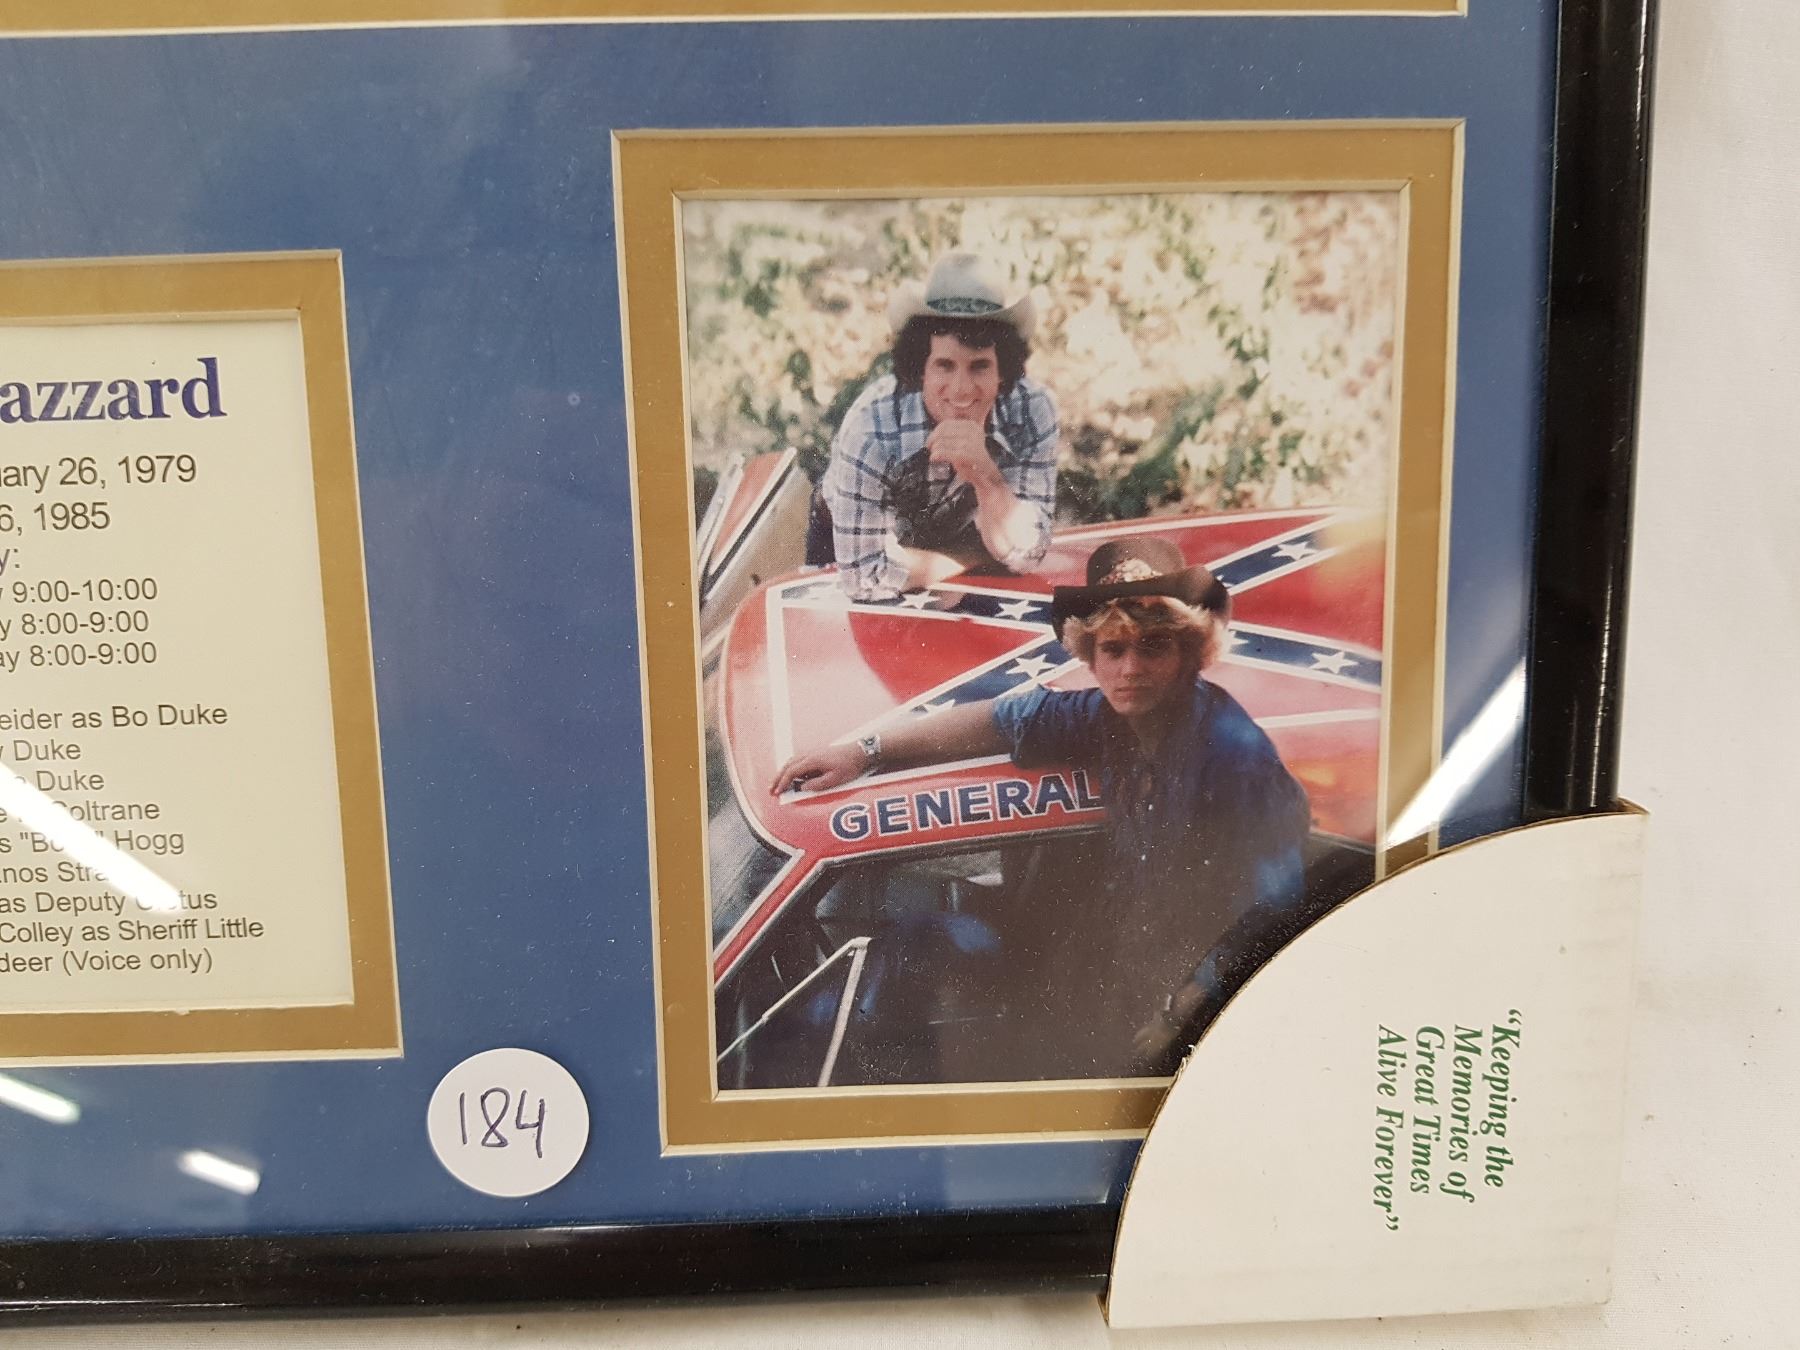 azzard
uary 26, 1979
6, 1985
y:
y 9:00-10:00
y 8:00-9:00
ay 8:00-9:00
eider as Bo Duke
Duke
Duke
Coltrane
s "Bo Hogg
nos Stra
as Deputy
Colley as Sheriff Little
deer (Voice only)
GENERAL
184
"Keeping the
Memories of
Great Times
Alive Forever"